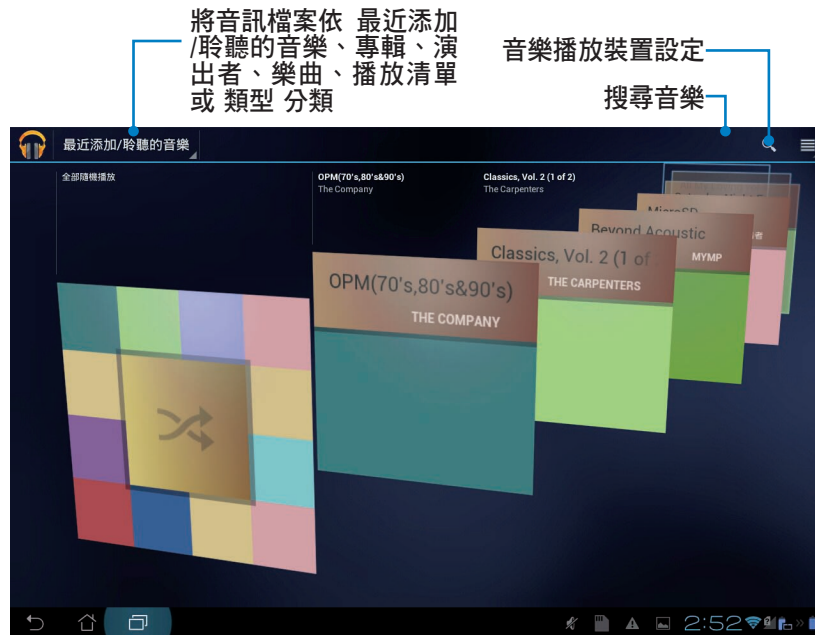 將音訊檔案依 最近添加
/聆聽的音樂、專輯、演
出者、樂曲、播放清單
或 類型 分類
音樂播放裝置設定
搜尋音樂
最近添加/聆聽的音樂
全部隨機播放
OPM(70's,80's&90's)
The Company
Classics, Vol. 2 (1 of 2)
The Carpenters
OPM(70's,80's&90's)
THE COMPANY
Classics, Vol. 2 (1 of
THE CARPENTERS
Beyond Acoustic
MYMP
MicroSD
者
2:52